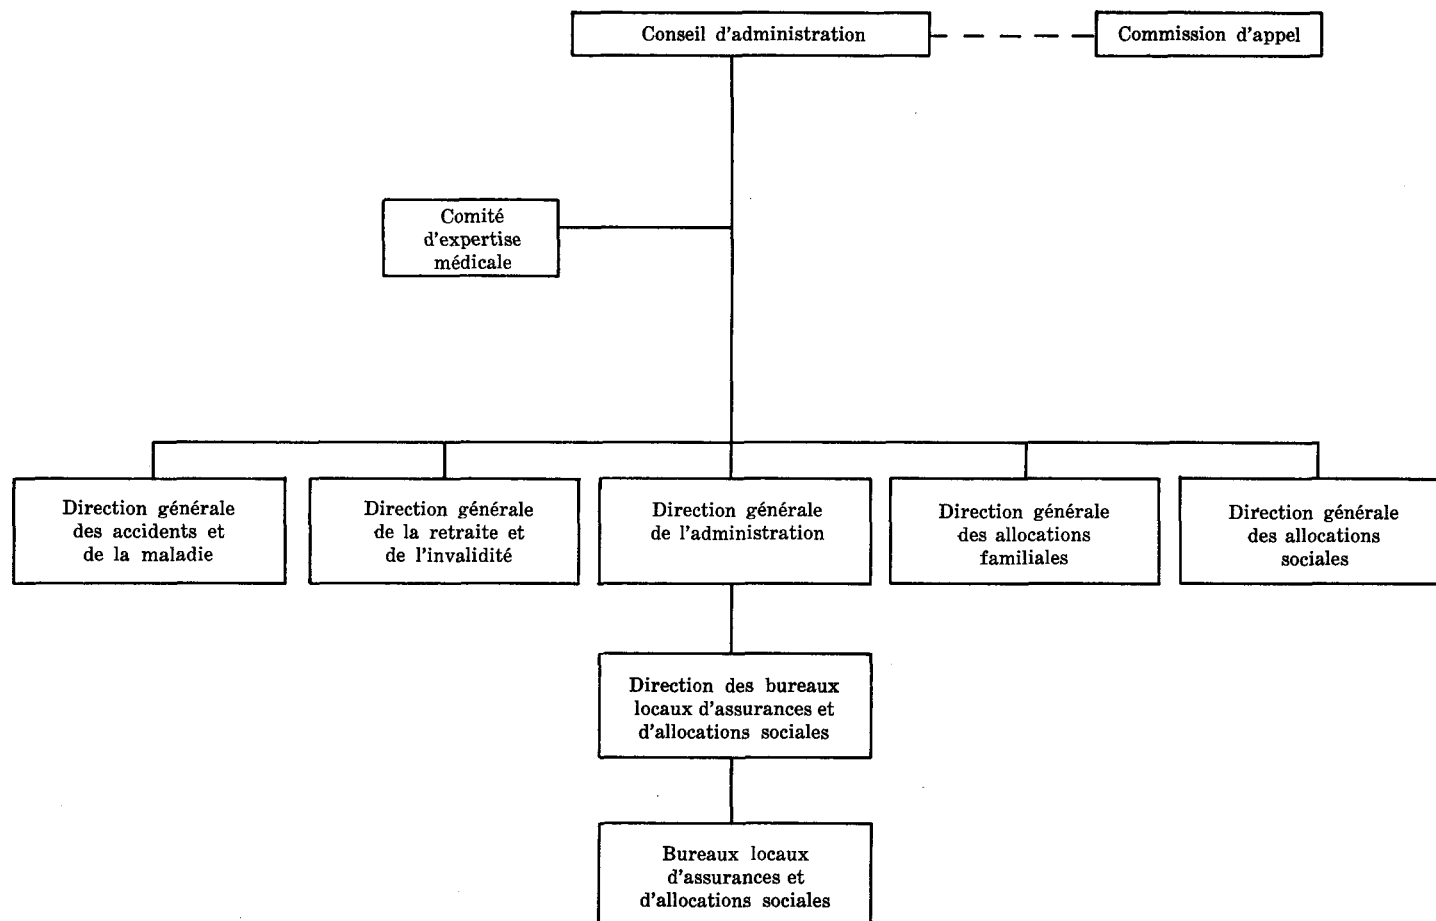 Conseil d'administration
Commission d'appel
Comité
d'expertise
médicale
Direction générale
des accidents et
de la maladie
Direction générale
de la retraite et
de l'invalidité
Direction générale
de l'administration
Direction générale
des allocations
familiales
Direction générale
des allocations
sociales
Direction des bureaux
locaux d'assurances et
d'allocations sociales
Bureaux locaux
d'assurances et
d'allocations sociales